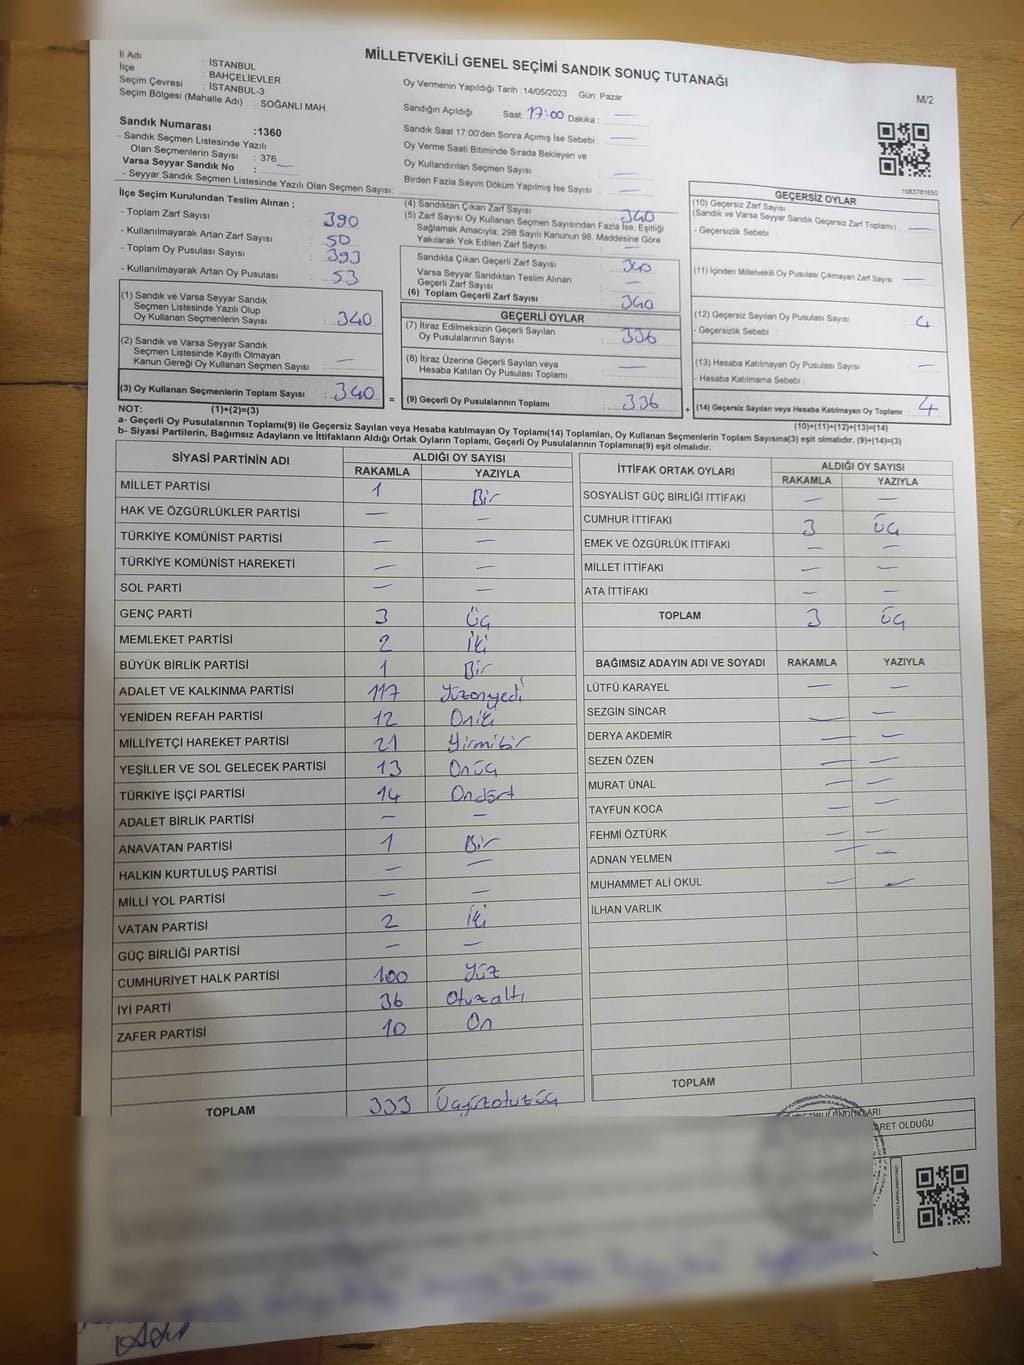 MİLLETVEKİLİ GENEL SEÇİMİ SANDIK SONUÇ TUTANAĞI
M/2
İl Adı : İSTANBUL
İlçe : BAHÇELİEVLER
Seçim Çevresi : İSTANBUL-3
Seçim Bölgesi (Mahalle Adı) : SOĞANLI MAH.
Sandık Numarası :1360
- Sandık Seçmen Listesinde Yazılı
Olan Seçmenlerin Sayısı : 376
Varsa Seyyar Sandık No : —
- Seyyar Sandık Seçmen Listesinde Yazılı Olan Seçmen Sayısı:
Oy Vermenin Yapıldığı Tarih :14/05/2023 Gün: Pazar
Sandığın Açıldığı Saat: 17:00 Dakika : —
Sandık Saat 17:00'den Sonra Açımış İse Sebebi : —
Oy Verme Saati Bitiminde Sırada Bekleyen ve
Oy Kullandırılan Seçmen Sayısı : —
Birden Fazla Sayım Döküm Yapılmış İse Sayısı : —
1083781650
İlçe Seçim Kurulundan Teslim Alınan ;
- Toplam Zarf Sayısı : 390
- Kullanılmayarak Artan Zarf Sayısı : 50
- Toplam Oy Pusulası Sayısı : 393
- Kullanılmayarak Artan Oy Pusulası : 53
(1) Sandık ve Varsa Seyyar Sandık
Seçmen Listesinde Yazılı Olup
Oy Kullanan Seçmenlerin Sayısı : 340
(2) Sandık ve Varsa Seyyar Sandık
Seçmen Listesinde Kayıtlı Olmayan
Kanun Gereği Oy Kullanan Seçmen Sayısı : —
(3) Oy Kullanan Seçmenlerin Toplam Sayısı : 340 =
(4) Sandıktan Çıkan Zarf Sayısı : 340
(5) Zarf Sayısı Oy Kullanan Seçmen Sayısından Fazla İse, Eşitliği
Sağlamak Amacıyla; 298 Sayılı Kanunun 98. Maddesine Göre
Yakılarak Yok Edilen Zarf Sayısı : —
Sandıkta Çıkan Geçerli Zarf Sayısı : 340
Varsa Seyyar Sandıktan Teslim Alınan
Geçerli Zarf Sayısı : —
(6) Toplam Geçerli Zarf Sayısı : 340
GEÇERLİ OYLAR
(7) İtiraz Edilmeksizin Geçerli Sayılan
Oy Pusulalarının Sayısı : 336
(8) İtiraz Üzerine Geçerli Sayılan veya
Hesaba Katılan Oy Pusulası Toplamı : —
(9) Geçerli Oy Pusulalarının Toplamı : 336 +
GEÇERSİZ OYLAR
(10) Geçersiz Zarf Sayısı
(Sandık ve Varsa Seyyar Sandık Geçersiz Zarf Toplamı) : —
- Geçersizlik Sebebi :
(11) İçinden Milletvekili Oy Pusulası Çıkmayan Zarf Sayısı : —
(12) Geçersiz Sayılan Oy Pusulası Sayısı : 4
- Geçersizlik Sebebi :
(13) Hesaba Katılmayan Oy Pusulası Sayısı : —
- Hesaba Katılmama Sebebi :
(14) Geçersiz Sayılan veya Hesaba Katılmayan Oy Toplamı : 4
NOT: (1)+(2)=(3)
(10)+(11)+(12)+(13)=(14)
a- Geçerli Oy Pusulalarının Toplamı(9) ile Geçersiz Sayılan veya Hesaba katılmayan Oy Toplamı(14) Toplamları, Oy Kullanan Seçmenlerin Toplam Sayısına(3) eşit olmalıdır. (9)+(14)=(3)
b- Siyasi Partilerin, Bağımsız Adayların ve İttifakların Aldığı Ortak Oyların Toplamı, Geçerli Oy Pusulalarının Toplamına(9) eşit olmalıdır.
SİYASİ PARTİNİN ADI ALDIĞI OY SAYISI
RAKAMLA YAZIYLA
MİLLET PARTİSİ 1 Bir
HAK VE ÖZGÜRLÜKLER PARTİSİ — —
TÜRKİYE KOMÜNİST PARTİSİ — —
TÜRKİYE KOMÜNİST HAREKETİ — —
SOL PARTİ — —
GENÇ PARTİ 3 Üç
MEMLEKET PARTİSİ 2 İki
BÜYÜK BİRLİK PARTİSİ 1 Bir
ADALET VE KALKINMA PARTİSİ 117 Yüzonyedi
YENİDEN REFAH PARTİSİ 12 Oniki
MİLLİYETÇİ HAREKET PARTİSİ 21 Yirmibir
YEŞİLLER VE SOL GELECEK PARTİSİ 13 Onüç
TÜRKİYE İŞÇİ PARTİSİ 14 Ondört
ADALET BİRLİK PARTİSİ — —
ANAVATAN PARTİSİ 1 Bir
HALKIN KURTULUŞ PARTİSİ — —
MİLLİ YOL PARTİSİ — —
VATAN PARTİSİ 2 İki
GÜÇ BİRLİĞİ PARTİSİ — —
CUMHURİYET HALK PARTİSİ 100 Yüz
İYİ PARTİ 36 Otuzaltı
ZAFER PARTİSİ 10 On
TOPLAM 333 Üçyüzotuzüç
İTTİFAK ORTAK OYLARI ALDIĞI OY SAYISI
RAKAMLA YAZIYLA
SOSYALİST GÜÇ BİRLİĞİ İTTİFAKI — —
CUMHUR İTTİFAKI 3 Üç
EMEK VE ÖZGÜRLÜK İTTİFAKI — —
MİLLET İTTİFAKI — —
ATA İTTİFAKI — —
TOPLAM 3 Üç
BAĞIMSIZ ADAYIN ADI VE SOYADI RAKAMLA YAZIYLA
LÜTFÜ KARAYEL — —
SEZGİN SİNCAR — —
DERYA AKDEMİR — —
SEZEN ÖZEN — —
MURAT ÜNAL — —
TAYFUN KOCA — —
FEHMİ ÖZTÜRK — —
ADNAN YELMEN — —
MUHAMMET ALİ OKUL — —
İLHAN VARLIK
TOPLAM
ARET OLDUĞU